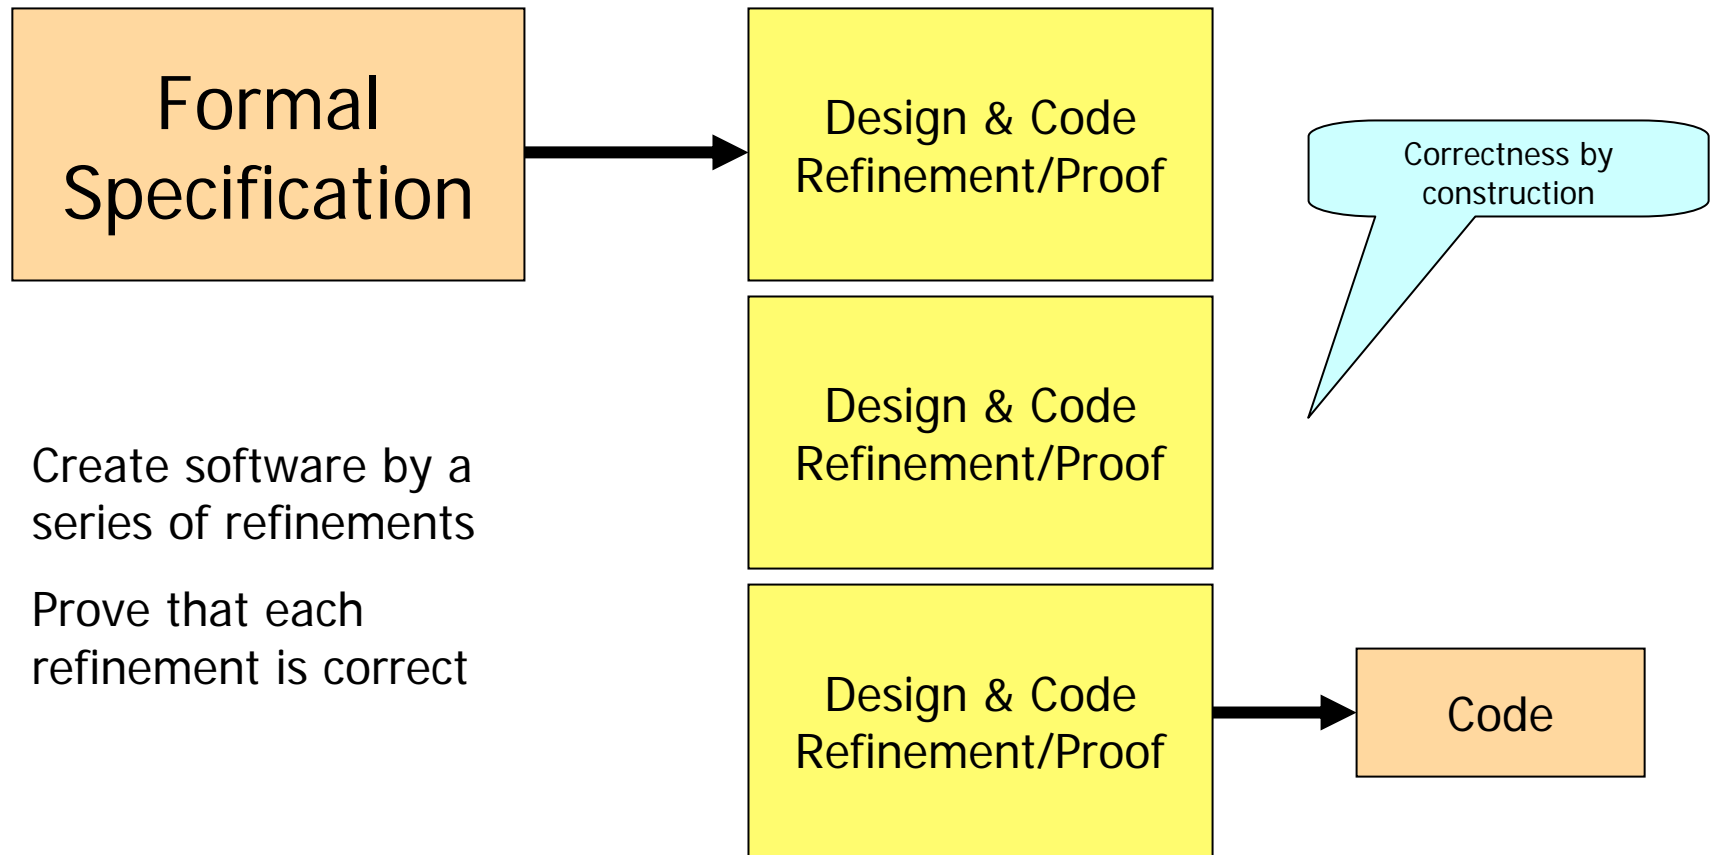 Formal
Specification
Design & Code
Refinement/Proof
Correctness by
construction
Design & Code
Refinement/Proof
Create software by a
series of refinements
Prove that each
refinement is correct
Design & Code
Refinement/Proof
Code